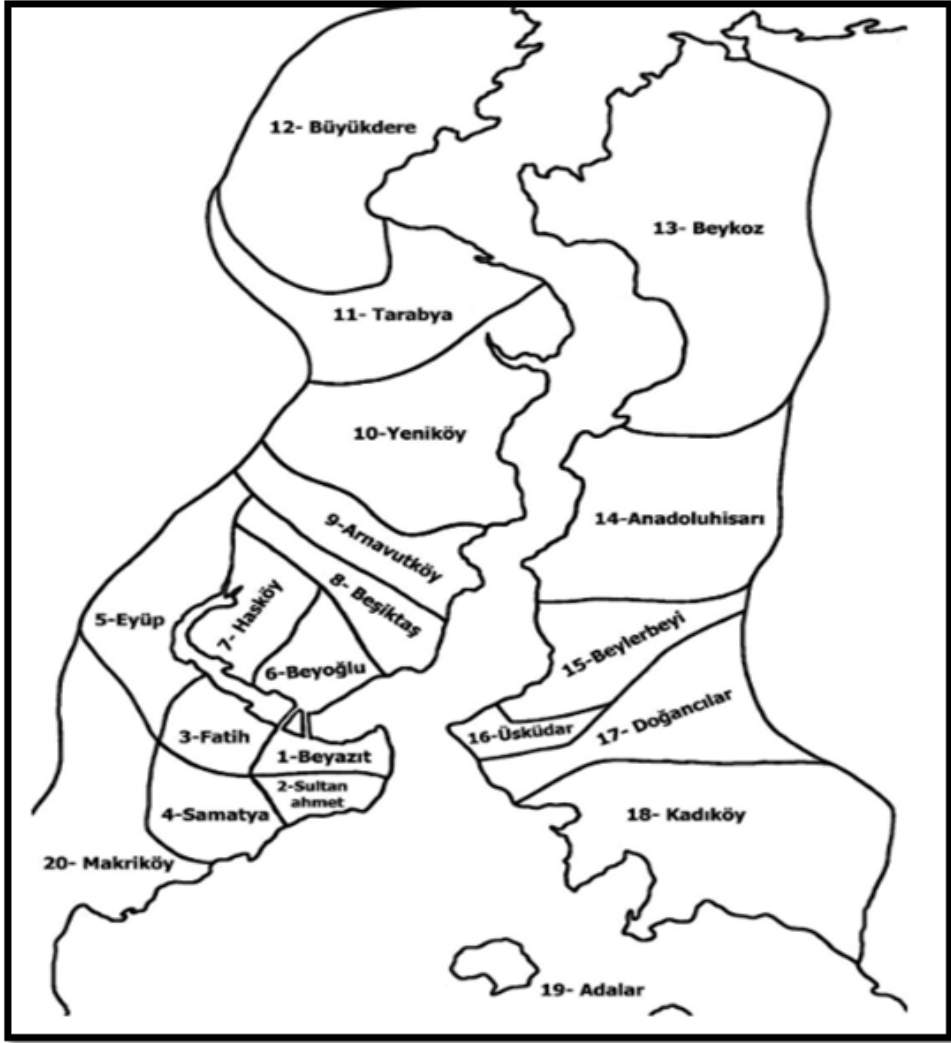 12- Büyükdere
13- Beykoz
11- Tarabya
10-Yeniköy
14-Anadoluhisarı
9-Arnavutköy
8- Beşiktaş
7- Hasköy
5-Eyüp
15-Beylerbeyi
6-Beyoğlu
16-Üsküdar
17- Doğancılar
3-Fatih
1-Beyazıt
2-Sultan
ahmet
4-Samatya
18- Kadıköy
20- Makriköy
19- Adalar